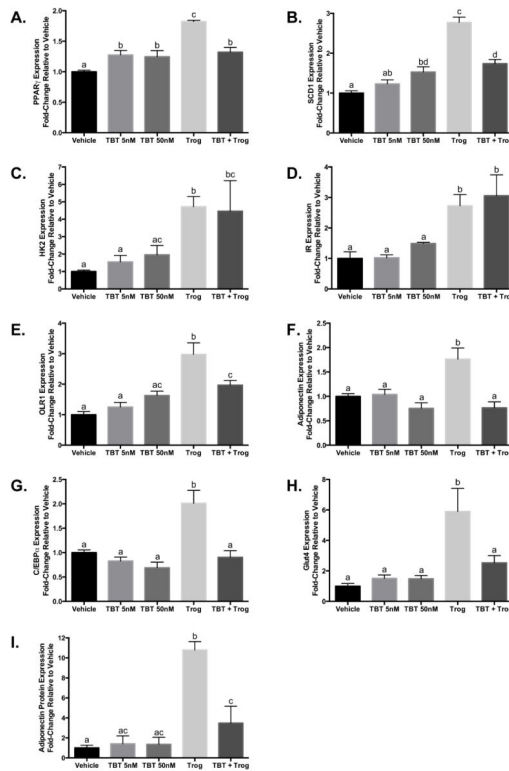 A.
PPARγ Expression
Fold-Change Relative to Vehicle
2.0
1.5
1.0
0.5
0.0
a
b
b
c
b
Vehicle TBT 5nM TBT 50nM Trog TBT + Trog
B.
SCD1 Expression
Fold-Change Relative to Vehicle
3
2
1
0
a
ab
bd
c
d
Vehicle TBT 5nM TBT 50nM Trog TBT + Trog
C.
HK2 Expression
Fold-Change Relative to Vehicle
7
6
5
4
3
2
1
0
a
a
ac
b
bc
Vehicle TBT 5nM TBT 50nM Trog TBT + Trog
D.
IR Expression
Fold-Change Relative to Vehicle
4
3
2
1
0
a
a
a
b
b
Vehicle TBT 5nM TBT 50nM Trog TBT + Trog
E.
OLR1 Expression
Fold-Change Relative to Vehicle
4
3
2
1
0
a
a
ac
b
c
Vehicle TBT 5nM TBT 50nM Trog TBT + Trog
F.
Adiponectin Expression
Fold-Change Relative to Vehicle
2.5
2.0
1.5
1.0
0.5
0.0
a
a
a
b
a
Vehicle TBT 5nM TBT 50nM Trog TBT + Trog
G.
C/EBPα Expression
Fold-Change Relative to Vehicle
2.5
2.0
1.5
1.0
0.5
0.0
a
a
a
b
a
Vehicle TBT 5nM TBT 50nM Trog TBT + Trog
H.
Glut4 Expression
Fold-Change Relative to Vehicle
8
6
4
2
0
a
a
a
b
a
Vehicle TBT 5nM TBT 50nM Trog TBT + Trog
I.
Adiponectin Protein Expression
Fold-Change Relative to Vehicle
12
10
8
6
4
2
0
a
ac
ac
b
c
Vehicle TBT 5nM TBT 50nM Trog TBT + Trog